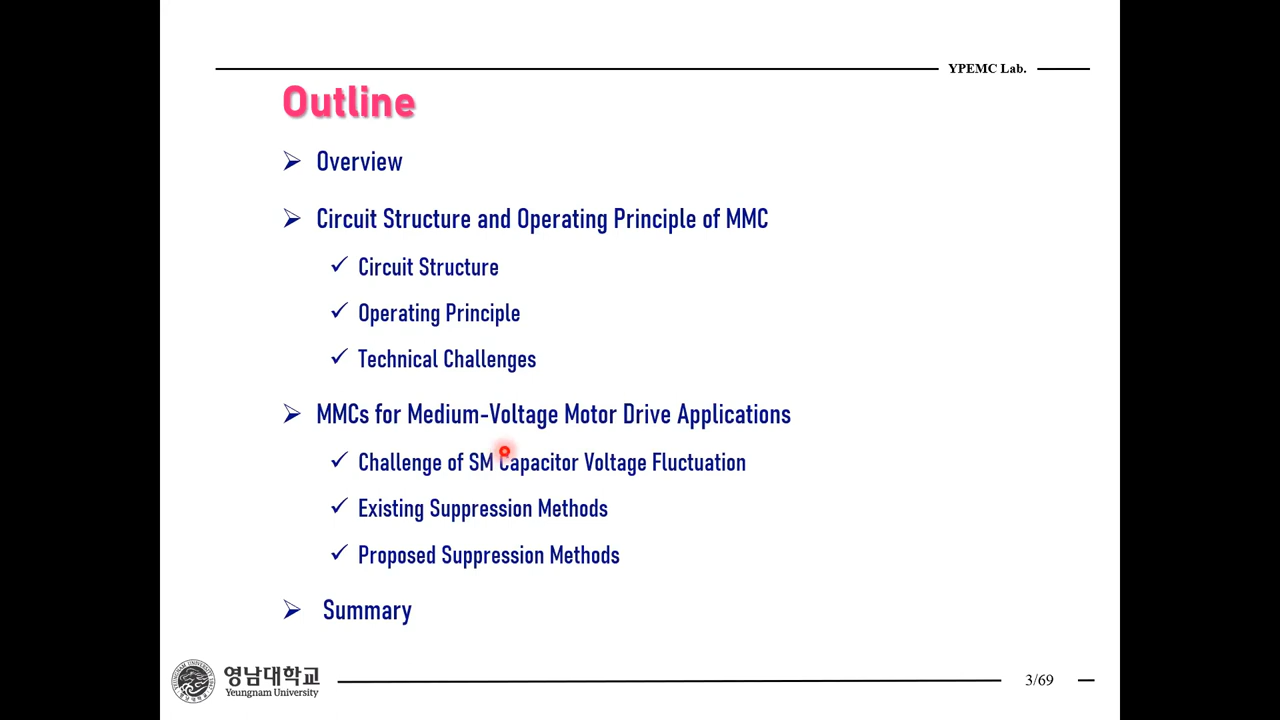 YPEMC Lab.
Outline
Overview
Circuit Structure and Operating Principle of MMC
Circuit Structure
Operating Principle
Technical Challenges
MMCs for Medium-Voltage Motor Drive Applications
Challenge of SM Capacitor Voltage Fluctuation
Existing Suppression Methods
Proposed Suppression Methods
Summary
영남대학교
Yeungnam University
3/69